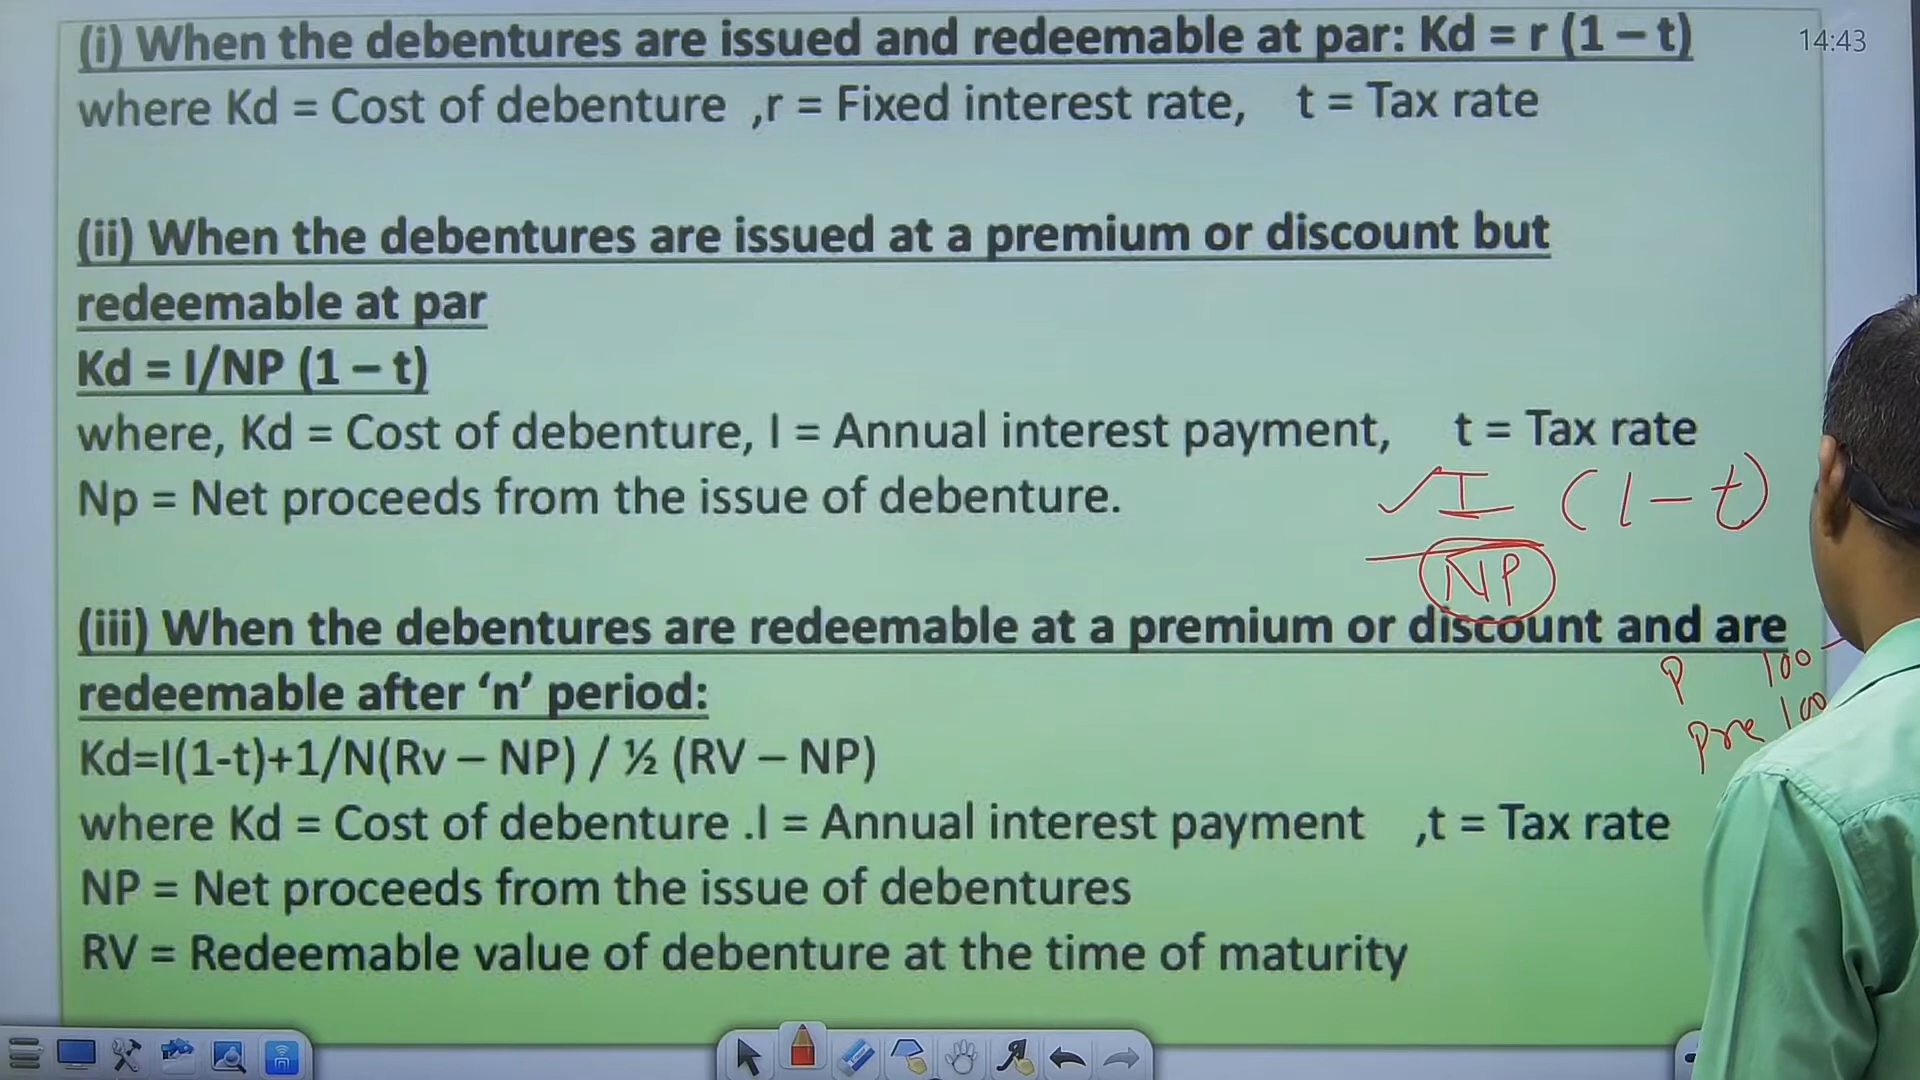 (i) When the debentures are issued and redeemable at par: Kd = r (1 – t)
14:43
where Kd = Cost of debenture ,r = Fixed interest rate, t = Tax rate
(ii) When the debentures are issued at a premium or discount but
redeemable at par
Kd = I/NP (1 – t)
where, Kd = Cost of debenture, I = Annual interest payment, t = Tax rate
Np = Net proceeds from the issue of debenture.
I (1 – t)
NP
(iii) When the debentures are redeemable at a premium or discount and are
P 100
redeemable after ‘n’ period:
Pre 100
Kd=I(1-t)+1/N(Rv – NP) / ½ (RV – NP)
where Kd = Cost of debenture .I = Annual interest payment ,t = Tax rate
NP = Net proceeds from the issue of debentures
RV = Redeemable value of debenture at the time of maturity